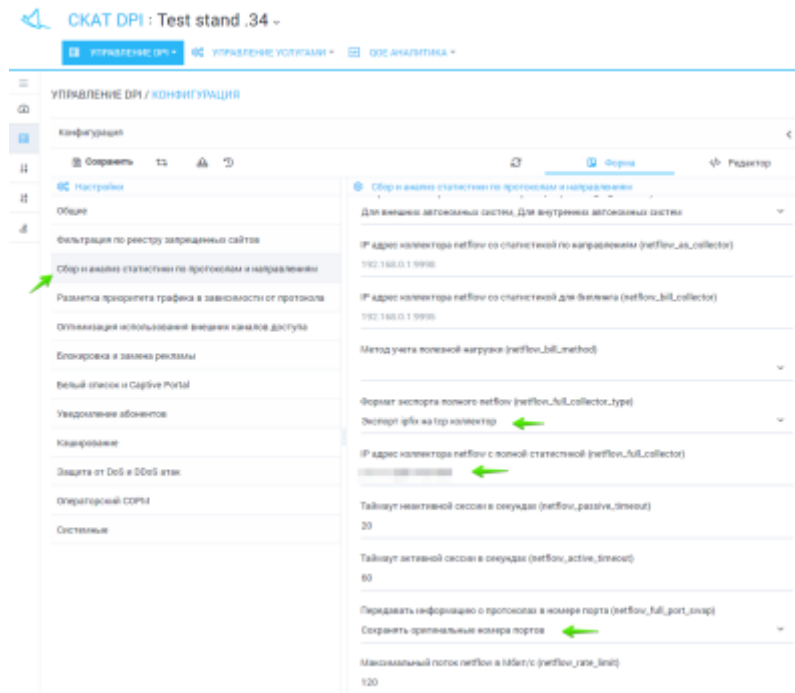 СКАТ DPI : Test stand .34
УПРАВЛЕНИЕ DPI
УПРАВЛЕНИЕ УСЛУГАМИ
QOE АНАЛИТИКА
УПРАВЛЕНИЕ DPI / КОНФИГУРАЦИЯ
Конфигурация
Сохранить
Форма
Редактор
Настройки
Общие
Фильтрация по реестру запрещенных сайтов
Сбор и анализ статистики по протоколам и направлениям
Разметка приоритета трафика в зависимости от протокола
Оптимизация использования внешних каналов доступа
Блокировка и замена рекламы
Белый список и Captive Portal
Уведомление абонентов
Кэширование
Защита от DoS и DDoS атак
Операторский СОРМ
Системные
Сбор и анализ статистики по протоколам и направлениям
Для внешних автономных систем, Для внутренних автономных систем
IP адрес коллектора netflow со статистикой по направлениям (netflow_as_collector)
192.168.0.1:9998
IP адрес коллектора netflow со статистикой для биллинга (netflow_bill_collector)
192.168.0.1:9995
Метод учета полезной нагрузки (netflow_bill_method)
Формат экспорта полного netflow (netflow_full_collector_type)
Экспорт ipfix на tcp коллектор
IP адрес коллектора netflow с полной статистикой (netflow_full_collector)
Таймаут неактивной сессии в секундах (netflow_passive_timeout)
20
Таймаут активной сессии в секундах (netflow_active_timeout)
60
Передавать информацию о протоколах в номере порта (netflow_full_port_swap)
Сохранять оригинальные номера портов
Максимальный поток netflow в Мбит/с (netflow_rate_limit)
120